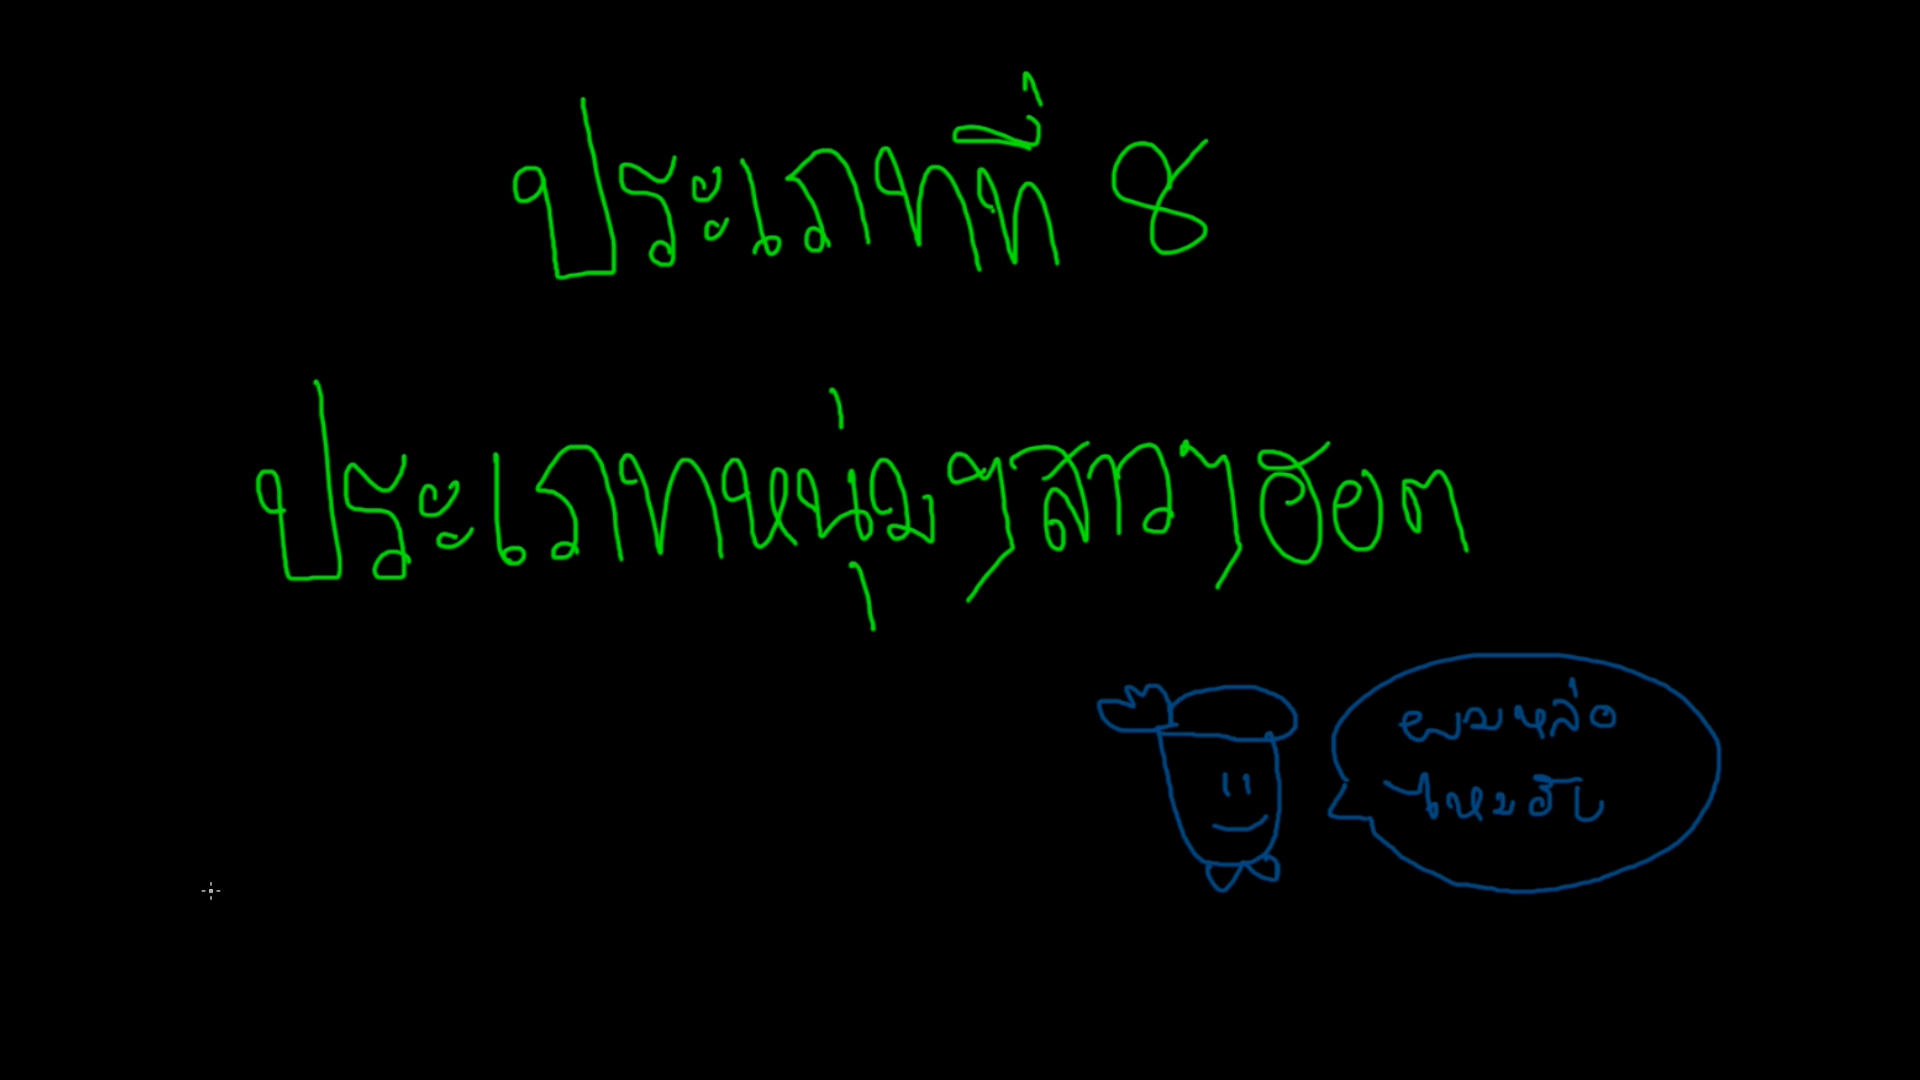 ประเภทที่ 8
ประเภทหนุ่มๆสาวๆฮอต
ผมหล่อ
ไหมฮับ